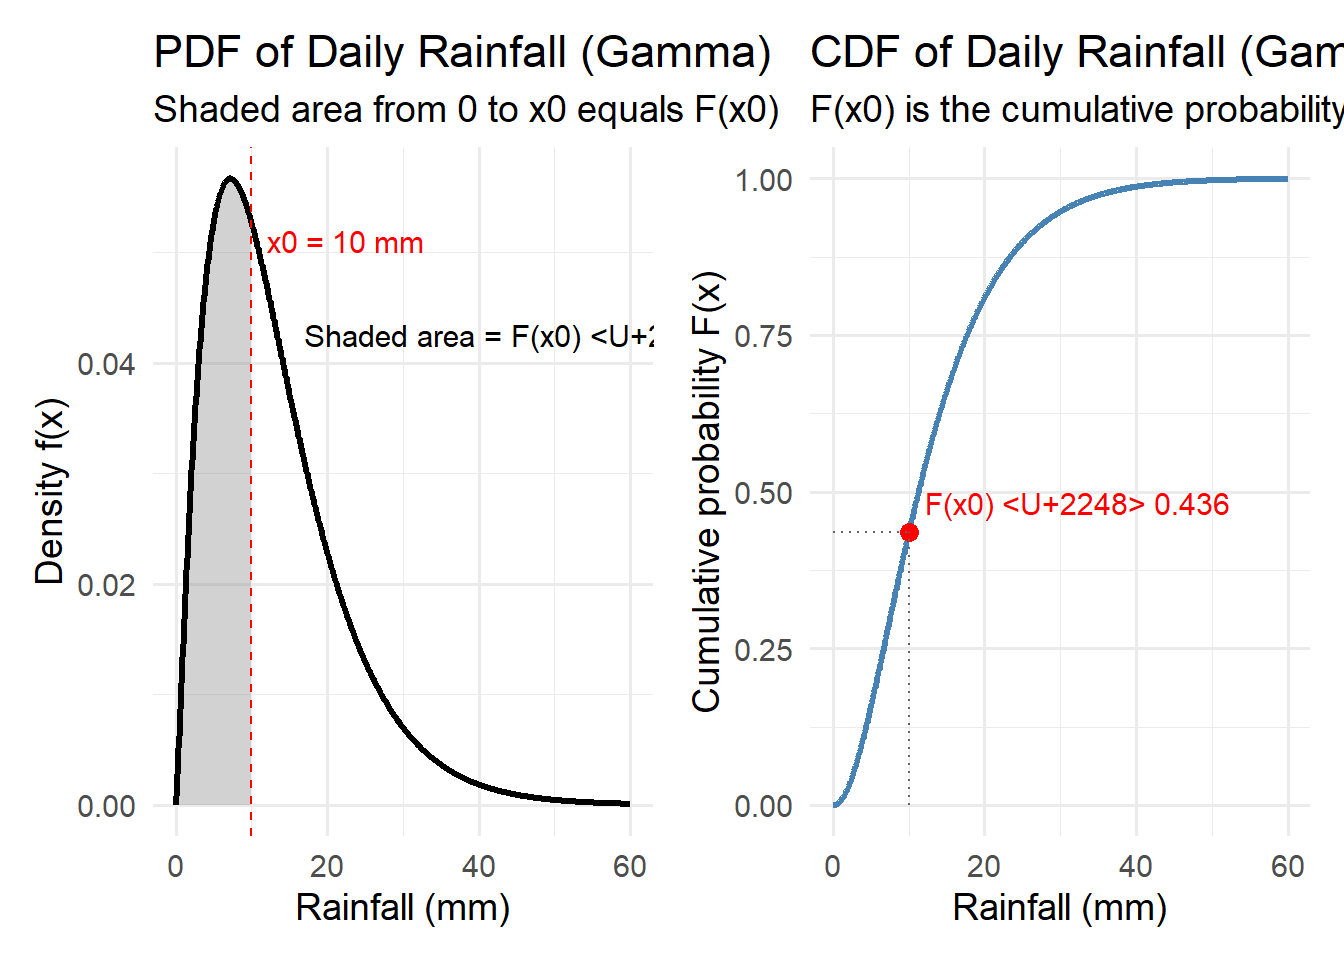 PDF of Daily Rainfall (Gamma)
Shaded area from 0 to x0 equals F(x0)
x0 = 10 mm
Shaded area = F(x0) <U+2
0.04
0.02
0.00
Density f(x)
0 20 40 60
Rainfall (mm)
CDF of Daily Rainfall (Gam
F(x0) is the cumulative probability
1.00
0.75
0.50
0.25
0.00
Cumulative probability F(x)
F(x0) <U+2248> 0.436
0 20 40 60
Rainfall (mm)